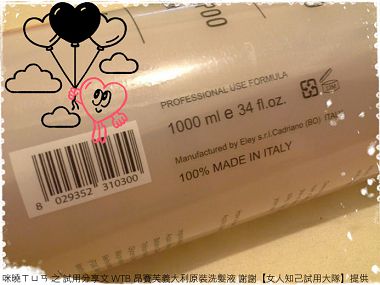 PROFESSIONAL USE FORMULA
1000 ml e 34 fl.oz.
Manufactured by Eley s.r.l.Cadriano (BO) ITALY
100% MADE IN ITALY
8 029352 310300
咪曉ㄒㄩㄢ 之 試用分享文 WTB 昂賽芙義大利原裝洗髮液 謝謝【女人知己試用大隊】提供